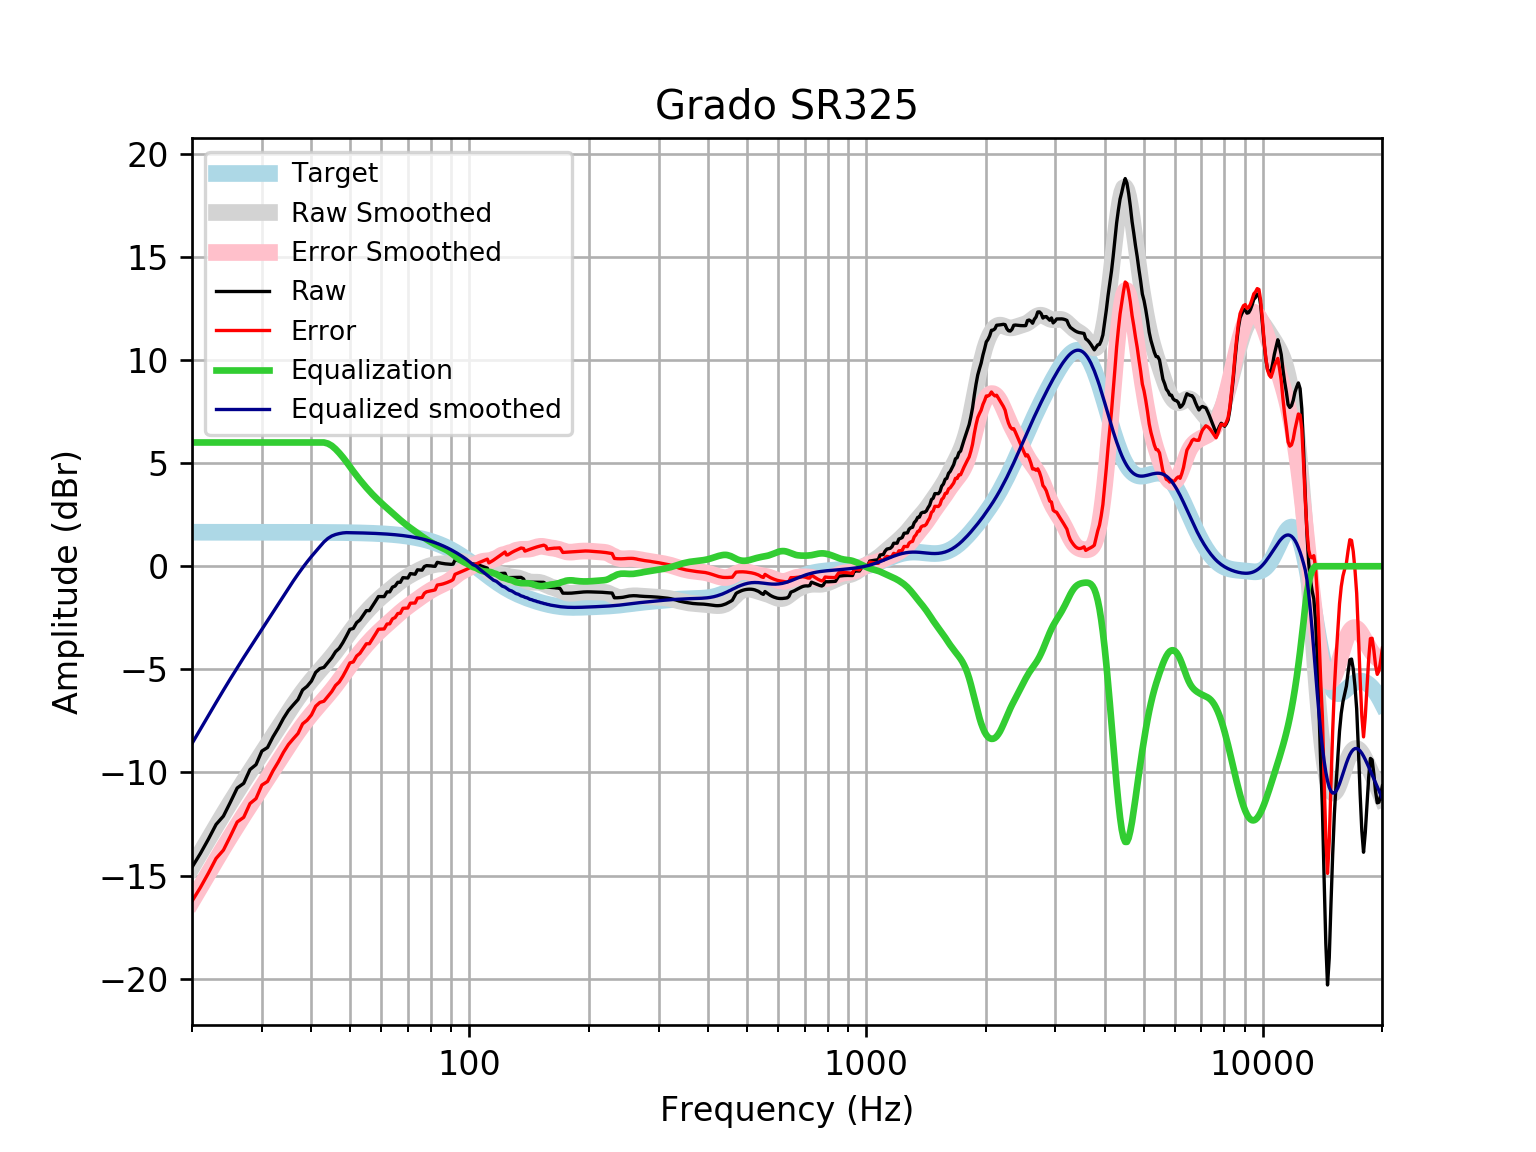 Grado SR325
Target
Raw Smoothed
Error Smoothed
Raw
Error
Equalization
Equalized smoothed
20
15
10
5
0
−5
−10
−15
−20
Amplitude (dBr)
100 1000 10000
Frequency (Hz)